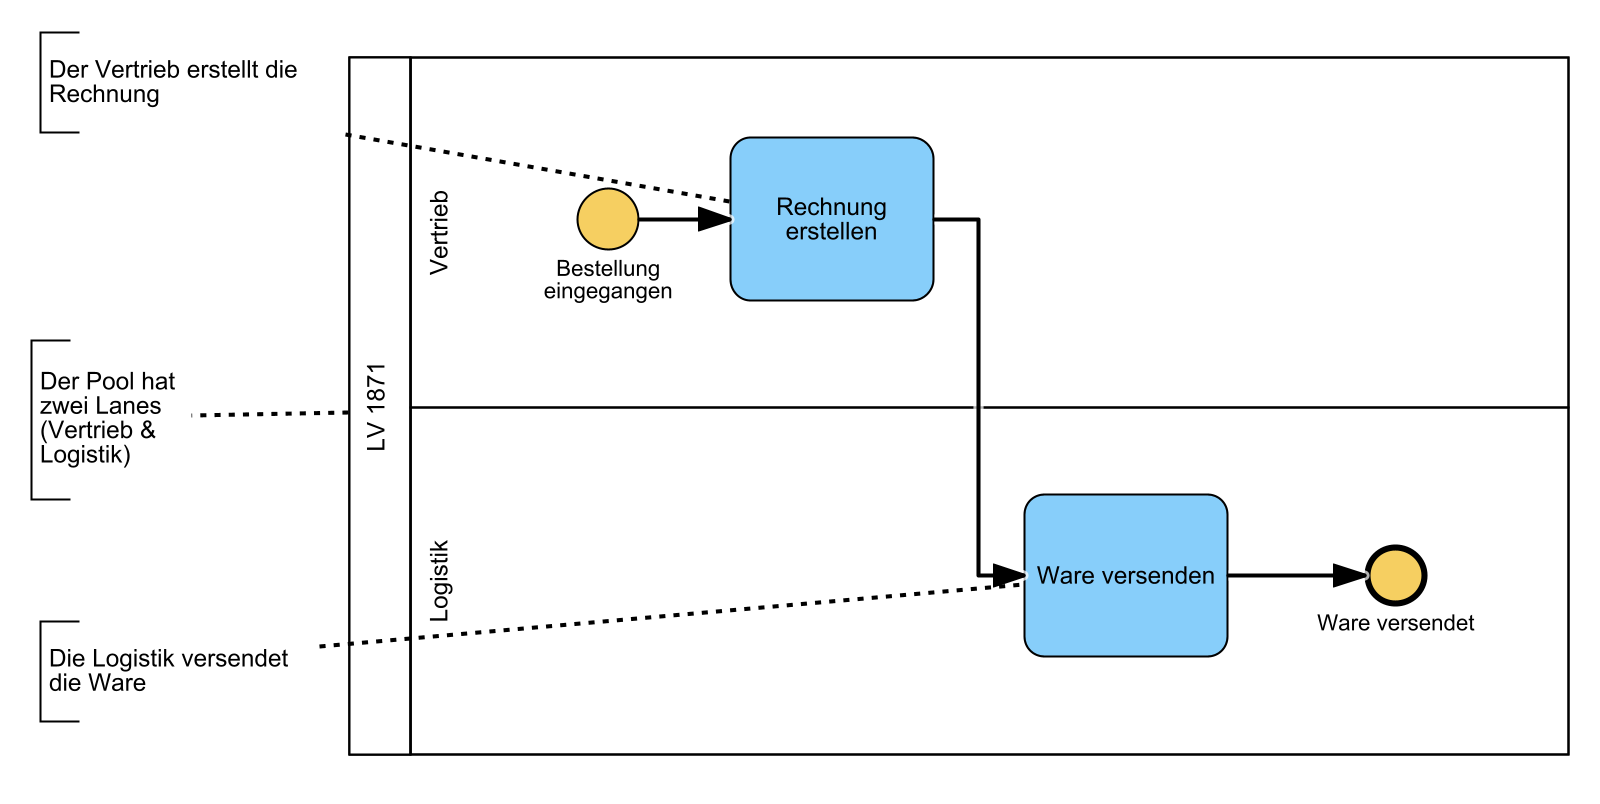 Der Vertrieb erstellt die
Rechnung
Der Pool hat
zwei Lanes
(Vertrieb &
Logistik)
Die Logistik versendet
die Ware
LV 1871
Vertrieb
Bestellung
eingegangen
Rechnung
erstellen
Logistik
Ware versenden
Ware versendet